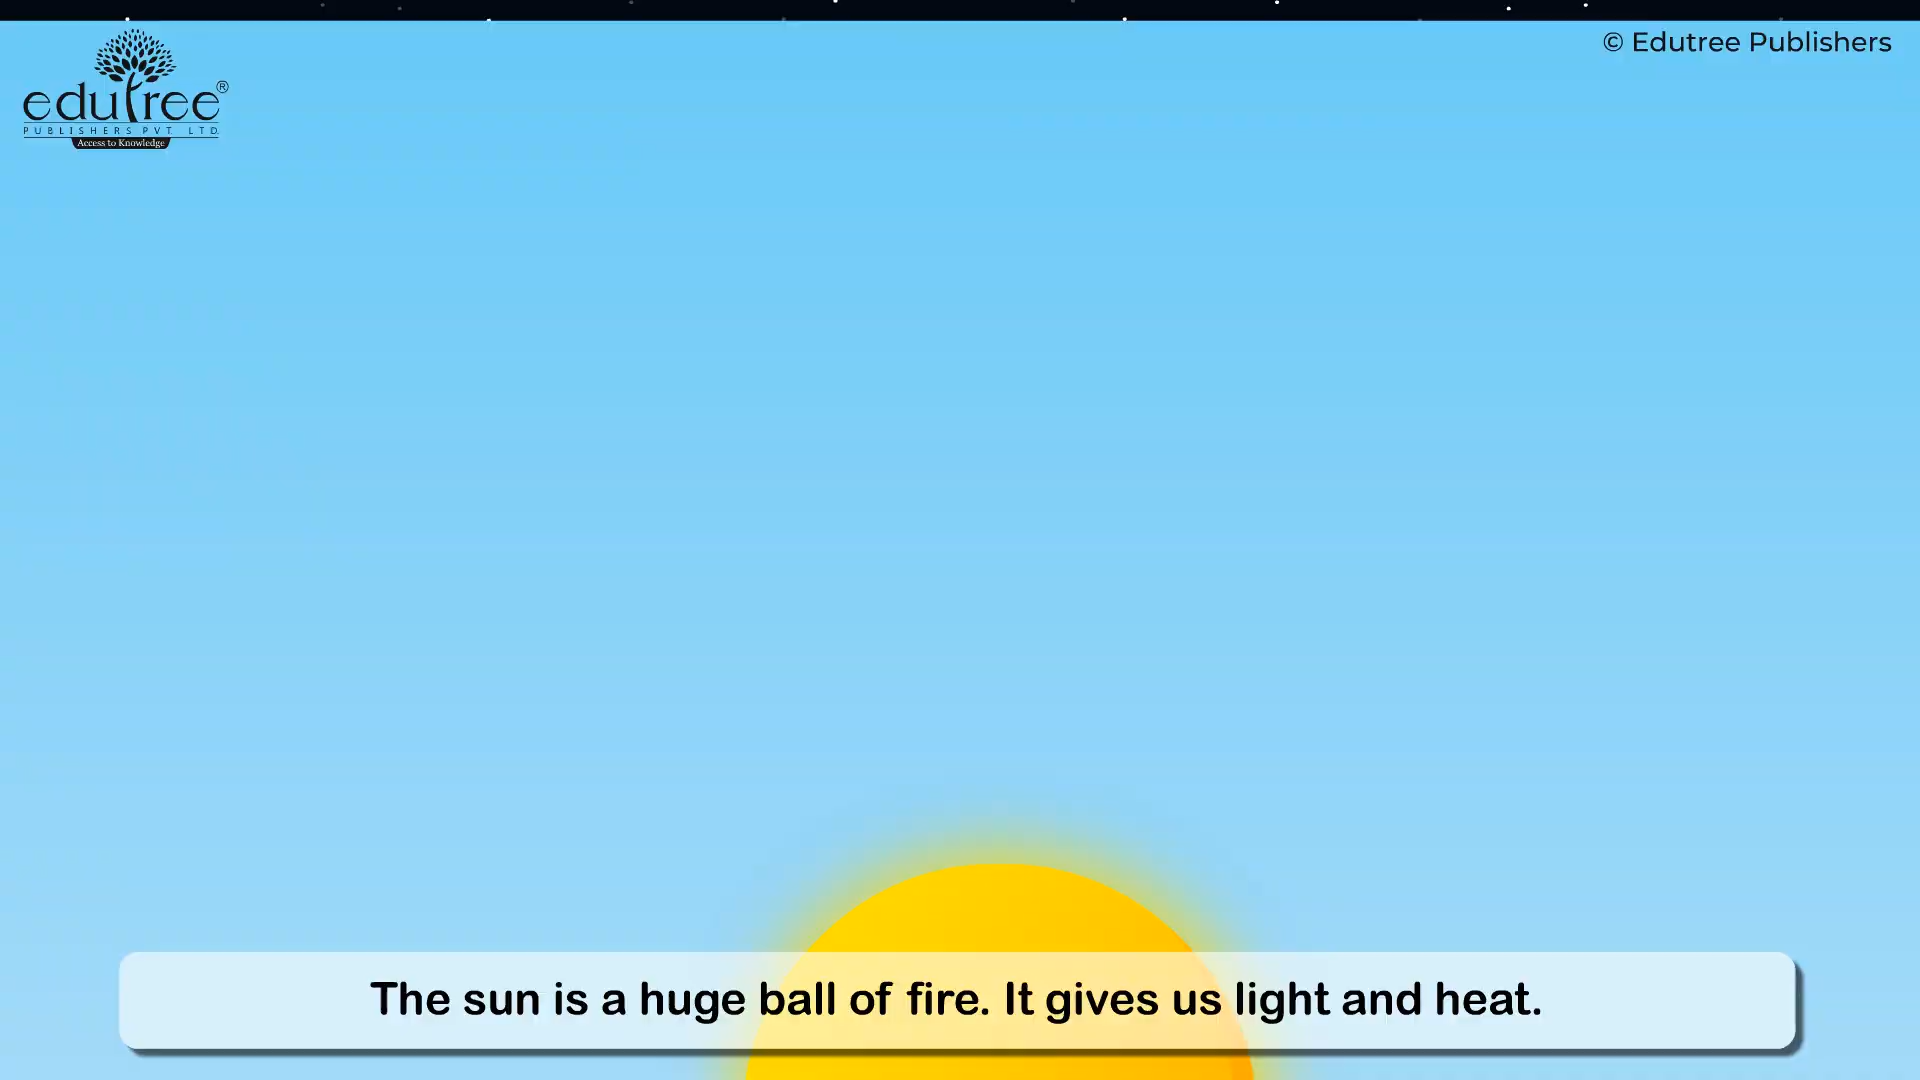 © Edutree Publishers
edutree®
PUBLISHERS PVT. LTD.
Access to Knowledge
The sun is a huge ball of fire. It gives us light and heat.